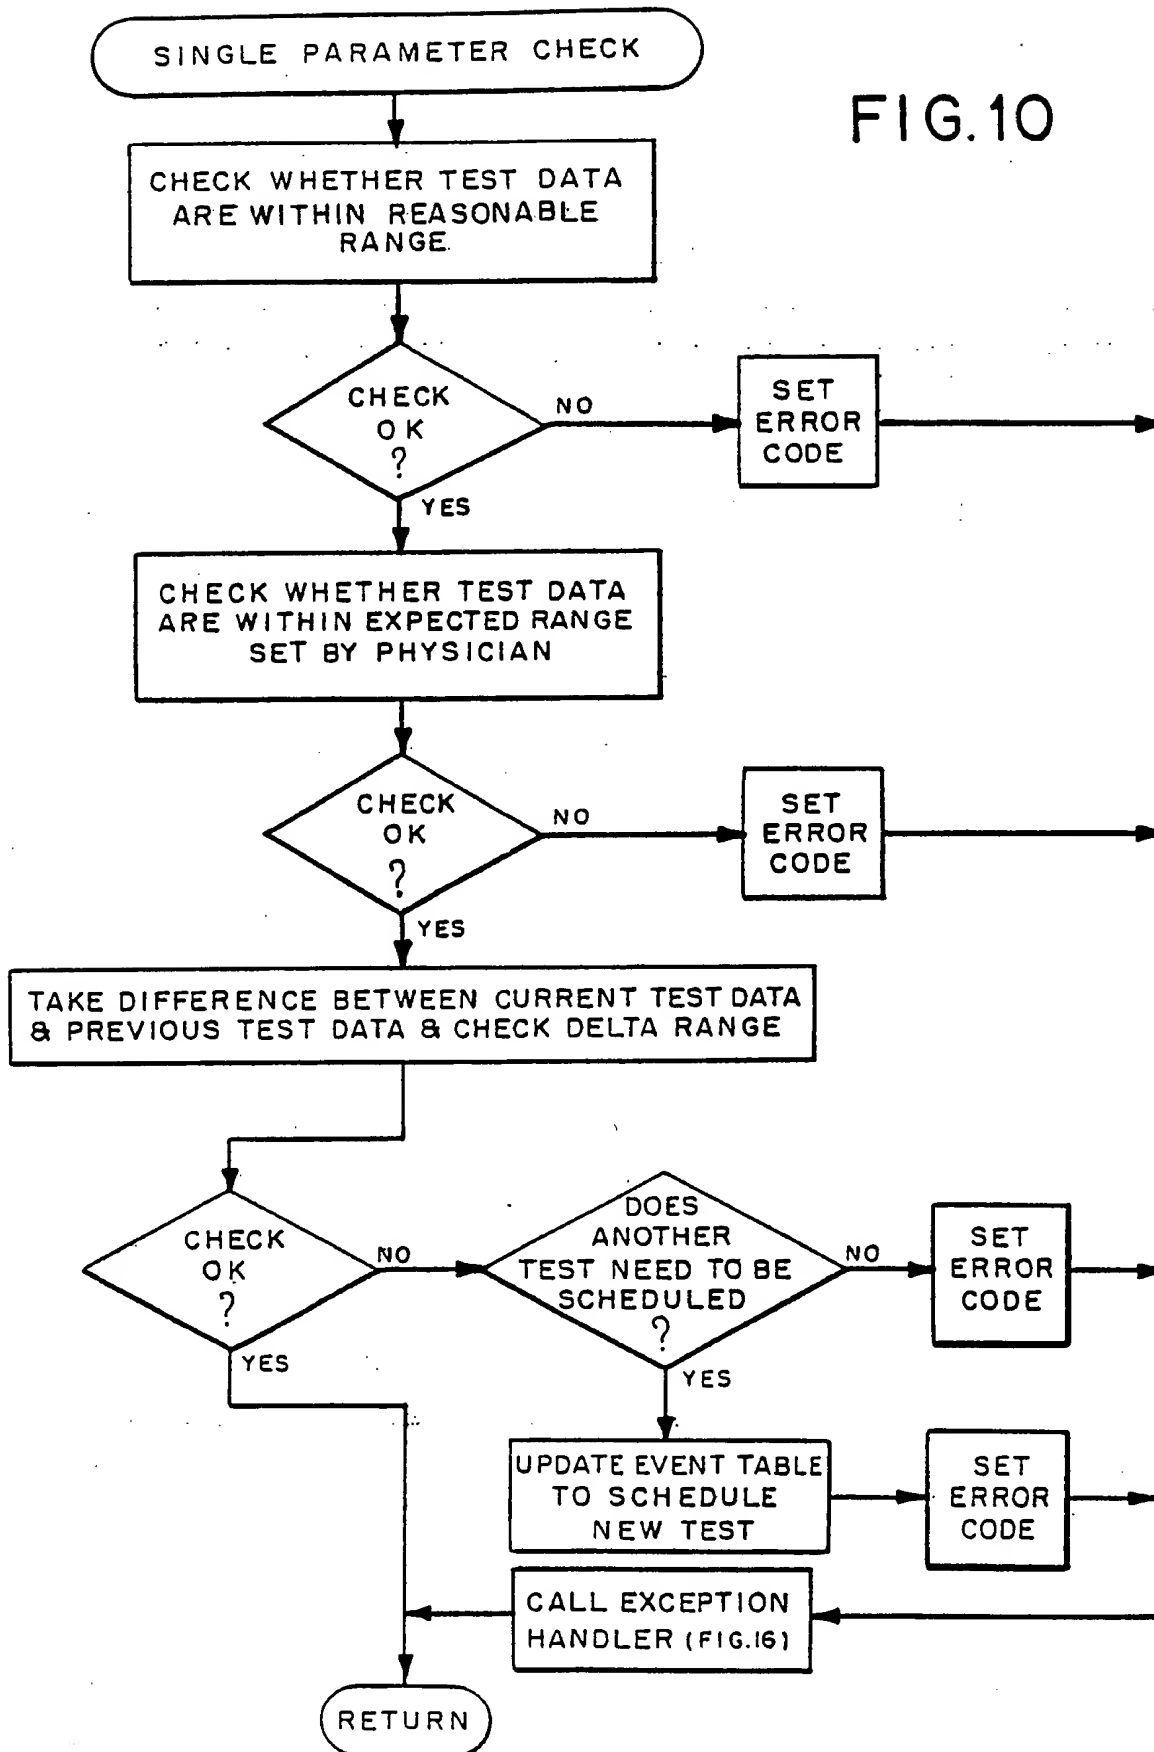 SINGLE PARAMETER CHECK
FIG.10
CHECK WHETHER TEST DATA
ARE WITHIN REASONABLE
RANGE
CHECK
OK
?
NO
SET
ERROR
CODE
YES
CHECK WHETHER TEST DATA
ARE WITHIN EXPECTED RANGE
SET BY PHYSICIAN
CHECK
OK
?
NO
SET
ERROR
CODE
YES
TAKE DIFFERENCE BETWEEN CURRENT TEST DATA
& PREVIOUS TEST DATA & CHECK DELTA RANGE
CHECK
OK
?
NO
YES
DOES
ANOTHER
TEST NEED TO BE
SCHEDULED
?
NO
SET
ERROR
CODE
YES
UPDATE EVENT TABLE
TO SCHEDULE
NEW TEST
SET
ERROR
CODE
CALL EXCEPTION
HANDLER (FIG.16)
RETURN